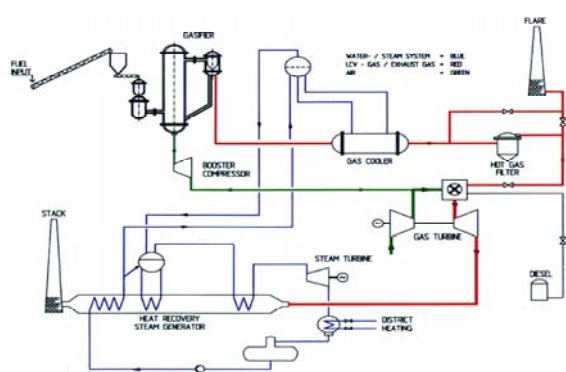 FUEL
INPUT
GASIFIER
WATER- / STEAM SYSTEM = BLUE
LCV - GAS / EXHAUST GAS = RED
AIR = GREEN
FLARE
GAS COOLER
HOT GAS
FILTER
BOOSTER
COMPRESSOR
STACK
GAS TURBINE
STEAM TURBINE
DIESEL
HEAT RECOVERY
STEAM GENERATOR
DISTRICT
HEATING